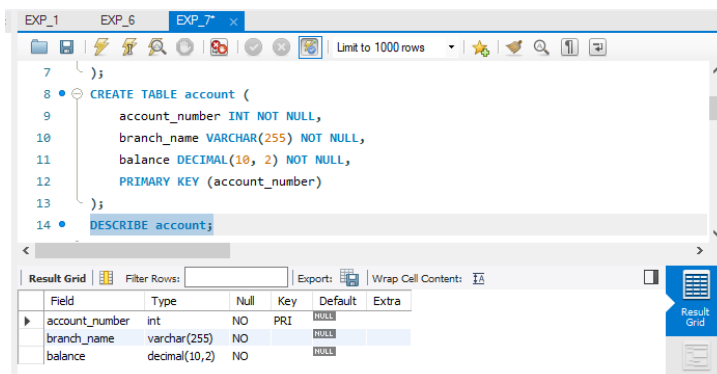 EXP_1 EXP_6 EXP_7* ×
Limit to 1000 rows
7 );
8 CREATE TABLE account (
9 account_number INT NOT NULL,
10 branch_name VARCHAR(255) NOT NULL,
11 balance DECIMAL(10, 2) NOT NULL,
12 PRIMARY KEY (account_number)
13 );
14 DESCRIBE account;
Result Grid Filter Rows: Export: Wrap Cell Content: IA
Field Type Null Key Default Extra
account_number int NO PRI NULL
branch_name varchar(255) NO NULL
balance decimal(10,2) NO NULL
Result
Grid